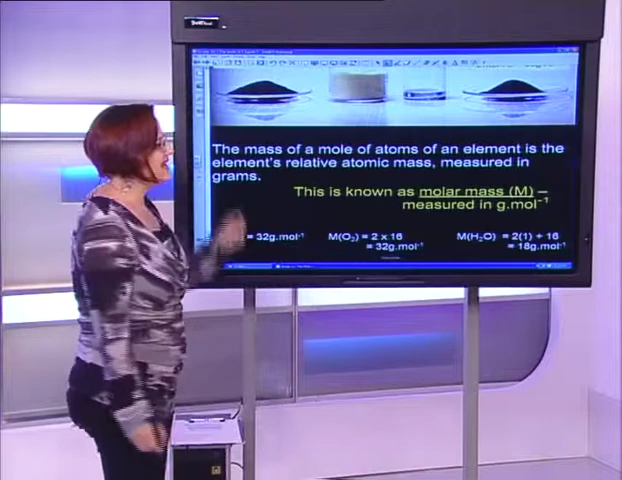 The mass of a mole of atoms of an element is the
element's relative atomic mass, measured in
grams.
This is known as molar mass (M) –
measured in g.mol⁻¹
= 32g.mol⁻¹ M(O₂) = 2 x 16 M(H₂O) = 2(1) + 16
= 32g.mol⁻¹ = 18g.mol⁻¹